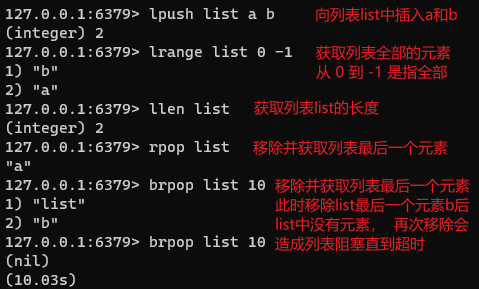 127.0.0.1:6379> lpush list a b 向列表list中插入a和b
(integer) 2
127.0.0.1:6379> lrange list 0 -1 获取列表全部的元素
1) "b" 从 0 到 -1 是指全部
2) "a"
127.0.0.1:6379> llen list 获取列表list的长度
(integer) 2
127.0.0.1:6379> rpop list 移除并获取列表最后一个元素
"a"
127.0.0.1:6379> brpop list 10 移除并获取列表最后一个元素
1) "list" 此时移除list最后一个元素b后
2) "b" list中没有元素， 再次移除会
127.0.0.1:6379> brpop list 10 造成列表阻塞直到超时
(nil)
(10.03s)